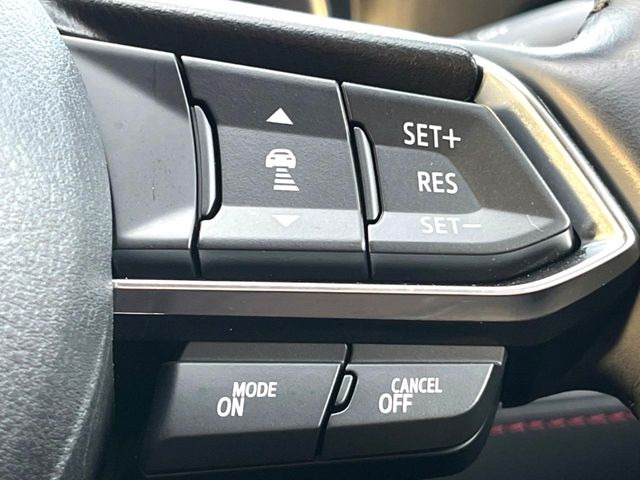 SET+
RES
SET−
MODE
ON
CANCEL
OFF